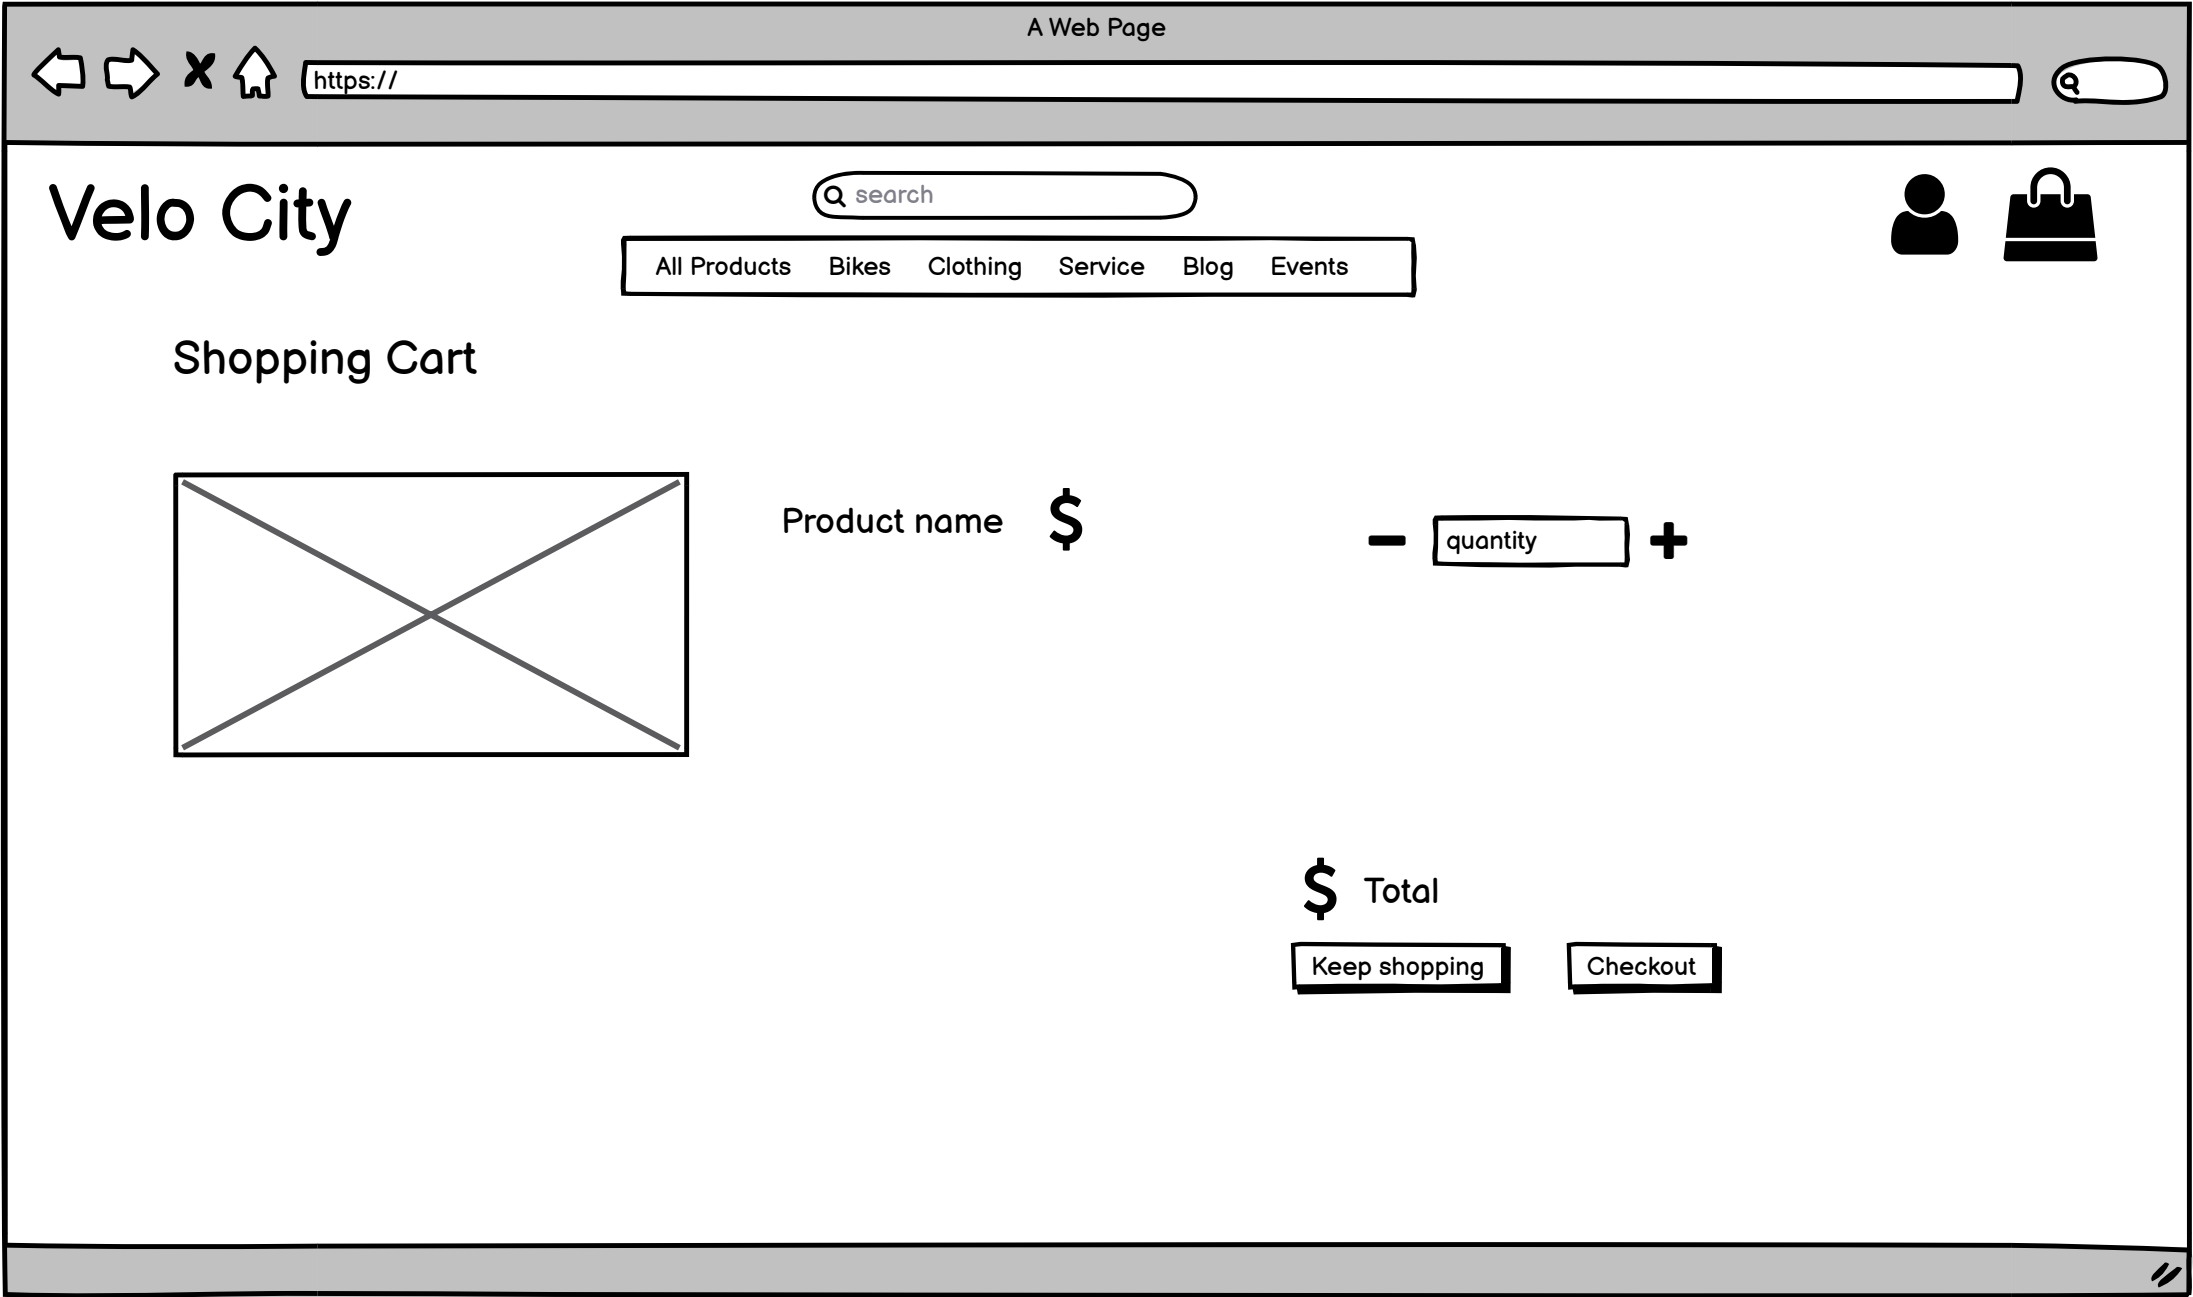 A Web Page
https://
Velo City
search
All Products Bikes Clothing Service Blog Events
Shopping Cart
Product name $
quantity
$ Total
Keep shopping Checkout